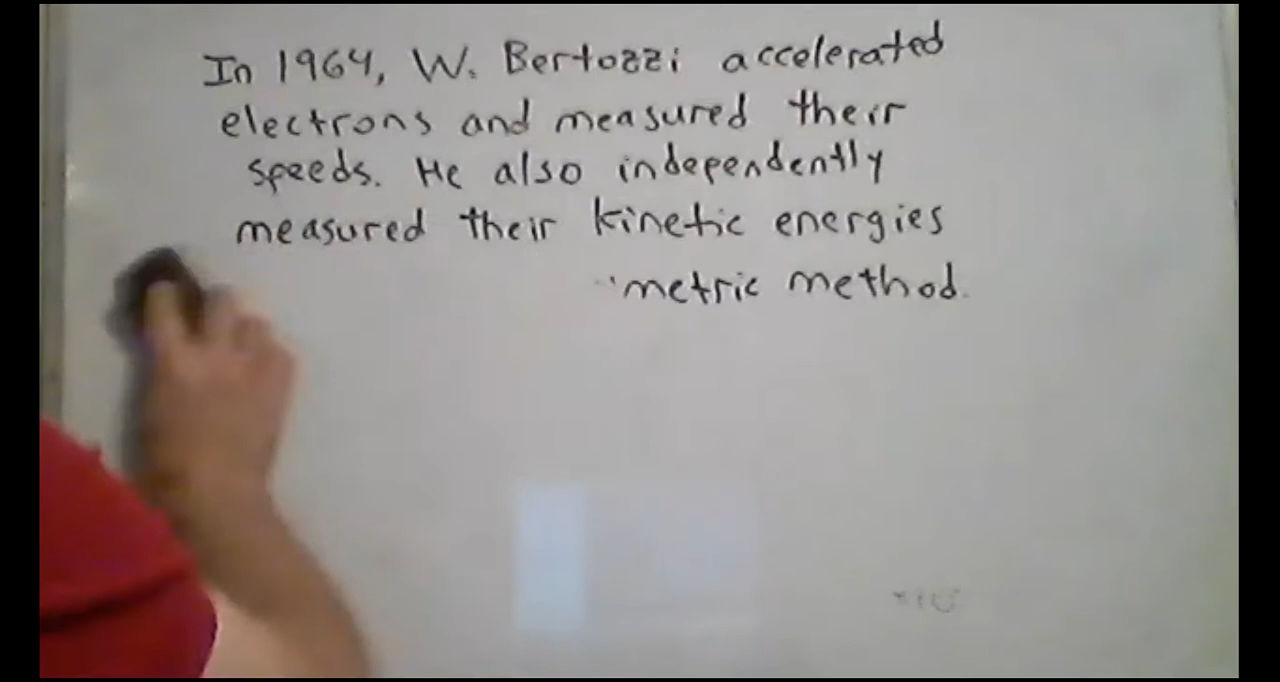 In 1964, W. Bertozzi accelerated
electrons and measured their
speeds. He also independently
measured their kinetic energies
metric method.